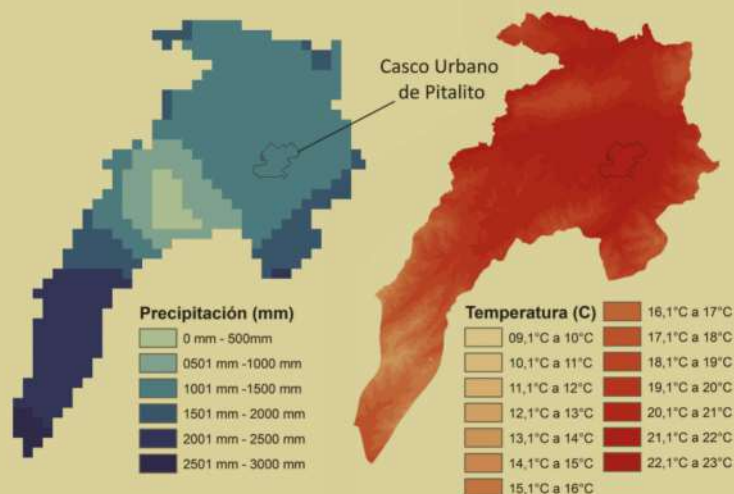 Casco Urbano
de Pitalito
Precipitación (mm)
0 mm - 500mm
0501 mm -1000 mm
1001 mm -1500 mm
1501 mm - 2000 mm
2001 mm - 2500 mm
2501 mm - 3000 mm
Temperatura (C)
09,1°C a 10°C
10,1°C a 11°C
11,1°C a 12°C
12,1°C a 13°C
13,1°C a 14°C
14,1°C a 15°C
15,1°C a 16°C
16,1°C a 17°C
17,1°C a 18°C
18,1°C a 19°C
19,1°C a 20°C
20,1°C a 21°C
21,1°C a 22°C
22,1°C a 23°C